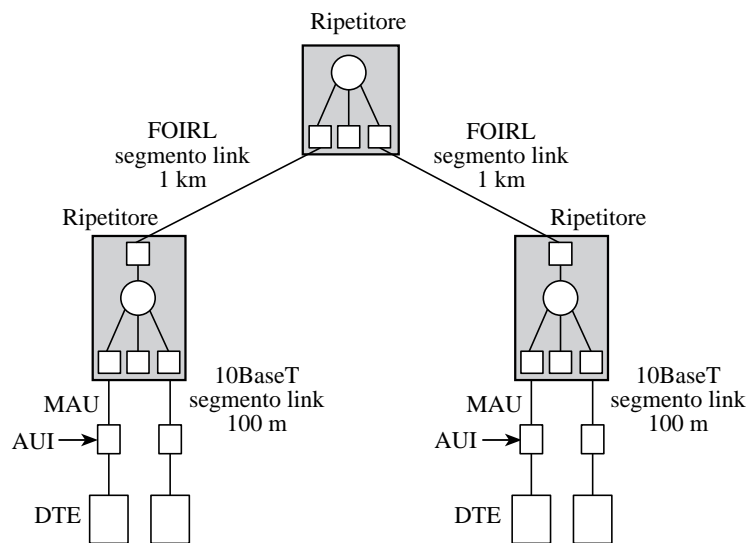 Ripetitore
FOIRL
segmento link
1 km
FOIRL
segmento link
1 km
Ripetitore
Ripetitore
10BaseT
segmento link
100 m
MAU
AUI
DTE
10BaseT
segmento link
100 m
MAU
AUI
DTE